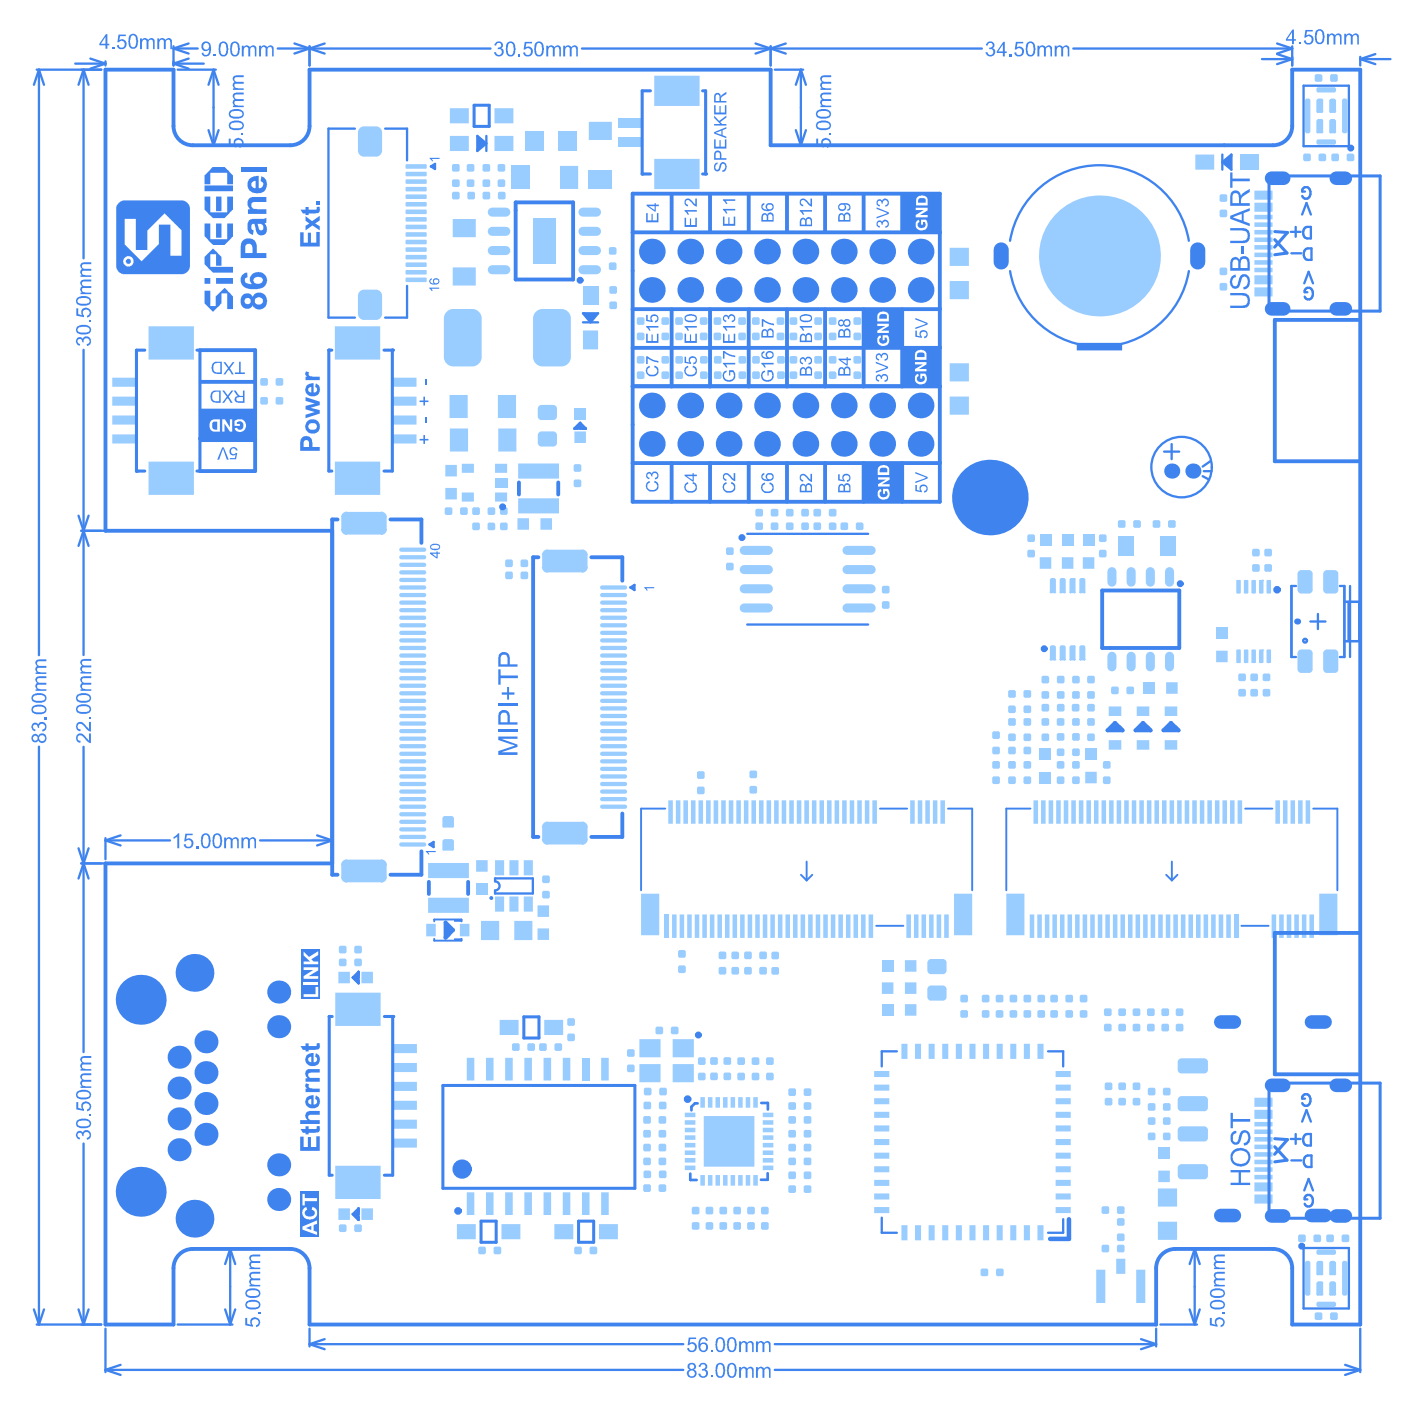 4.50mm
9.00mm
30.50mm
34.50mm
4.50mm
5.00mm
5.00mm
SPEAKER
SiPEED
86 Panel
Ext.
1
16
E4 E12 E11 B6 B12 B9 3V3 GND
E15 E10 E13 B7 B10 B8 GND 5V
C7 C5 G17 G16 B3 B4 3V3 GND
C3 C4 C2 C6 B2 B5 GND 5V
USB-UART
G
V
D+
D-
V
G
TXD
RXD
GND
5V
Power
-
+
-
+
+
30.50mm
83.00mm
22.00mm
15.00mm
40
1
MIPI+TP
1
+
30.50mm
LINK
Ethernet
ACT
HOST
G
V
D+
D-
V
G
5.00mm
5.00mm
56.00mm
83.00mm